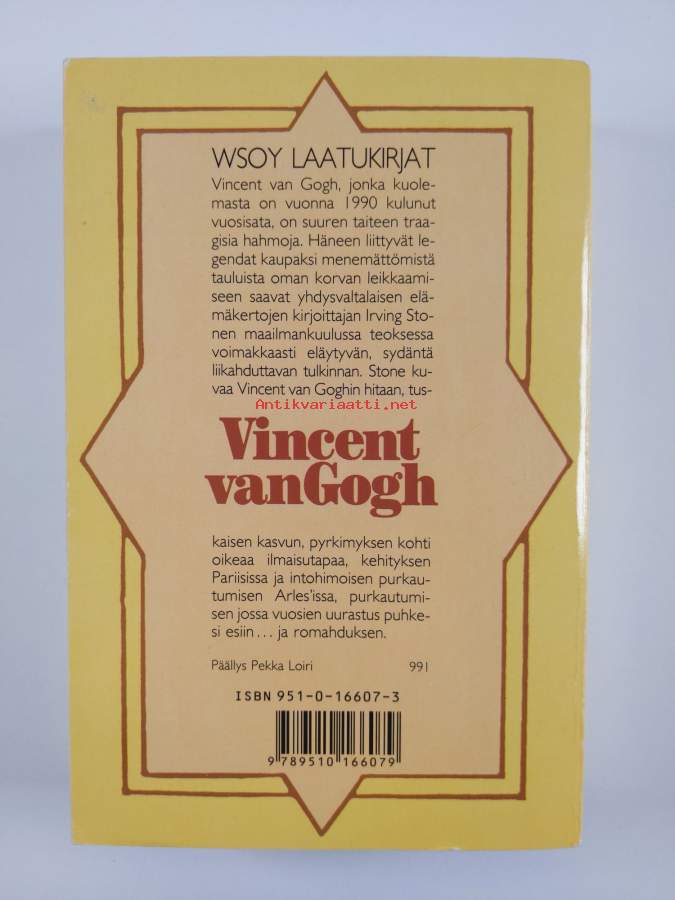 WSOY LAATUKIRJAT
Vincent van Gogh, jonka kuole-
masta on vuonna 1990 kulunut
vuosisata, on suuren taiteen traa-
gisia hahmoja. Häneen liittyvät le-
gendat kaupaksi menemättömistä
tauluista oman korvan leikkaami-
seen saavat yhdysvaltalaisen elä-
mäkertojen kirjoittajan Irving Sto-
nen maailmankuulussa teoksessa
voimakkaasti eläytyvän, sydäntä
liikahduttavan tulkinnan. Stone ku-
vaa Vincent van Goghin hitaan, tus-
Antikvariaatti.net
Vincent
vanGogh
kaisen kasvun, pyrkimyksen kohti
oikeaa ilmaisutapaa, kehityksen
Pariisissa ja intohimoisen purkau-
tumisen Arles'issa, purkautumi-
sen jossa vuosien uurastus puhke-
si esiin... ja romahduksen.
Päällys Pekka Loiri 991
ISBN 951-0-16607-3
9 789510 166079